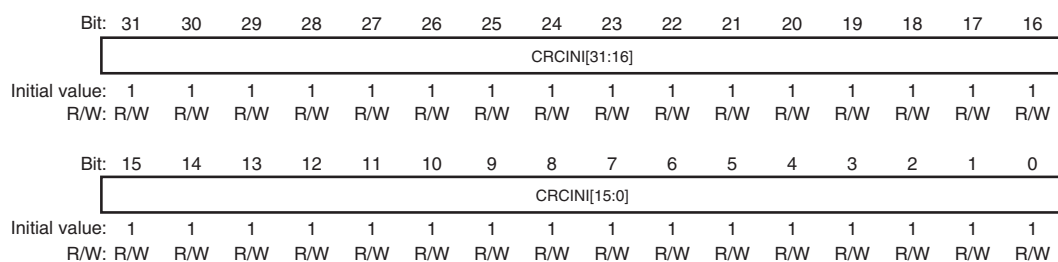 Bit: 31 30 29 28 27 26 25 24 23 22 21 20 19 18 17 16
CRCINI[31:16]
Initial value: 1 1 1 1 1 1 1 1 1 1 1 1 1 1 1 1
R/W: R/W R/W R/W R/W R/W R/W R/W R/W R/W R/W R/W R/W R/W R/W R/W R/W
Bit: 15 14 13 12 11 10 9 8 7 6 5 4 3 2 1 0
CRCINI[15:0]
Initial value: 1 1 1 1 1 1 1 1 1 1 1 1 1 1 1 1
R/W: R/W R/W R/W R/W R/W R/W R/W R/W R/W R/W R/W R/W R/W R/W R/W R/W